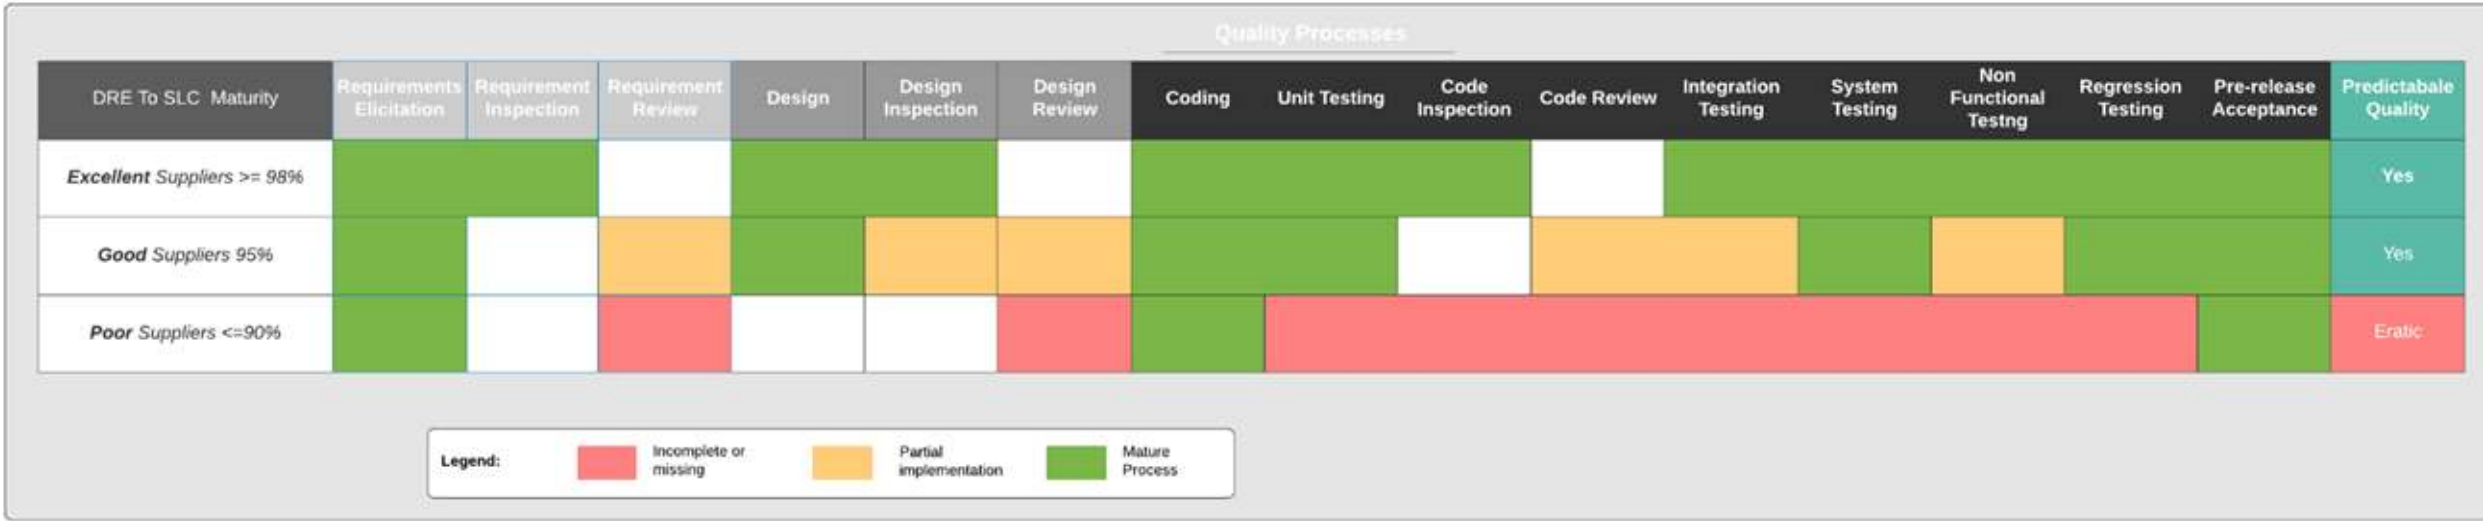 Quality Processes
DRE To SLC Maturity
Requirements
Elicitation
Requirement
Inspection
Requirement
Review
Design
Design
Inspection
Design
Review
Coding
Unit Testing
Code
Inspection
Code Review
Integration
Testing
System
Testing
Non
Functional
Testng
Regression
Testing
Pre-release
Acceptance
Predictabale
Quality
Excellent Suppliers >= 98%
Yes
Good Suppliers 95%
Yes
Poor Suppliers <=90%
Eratic
Legend:
Incomplete or
missing
Partial
implementation
Mature
Process